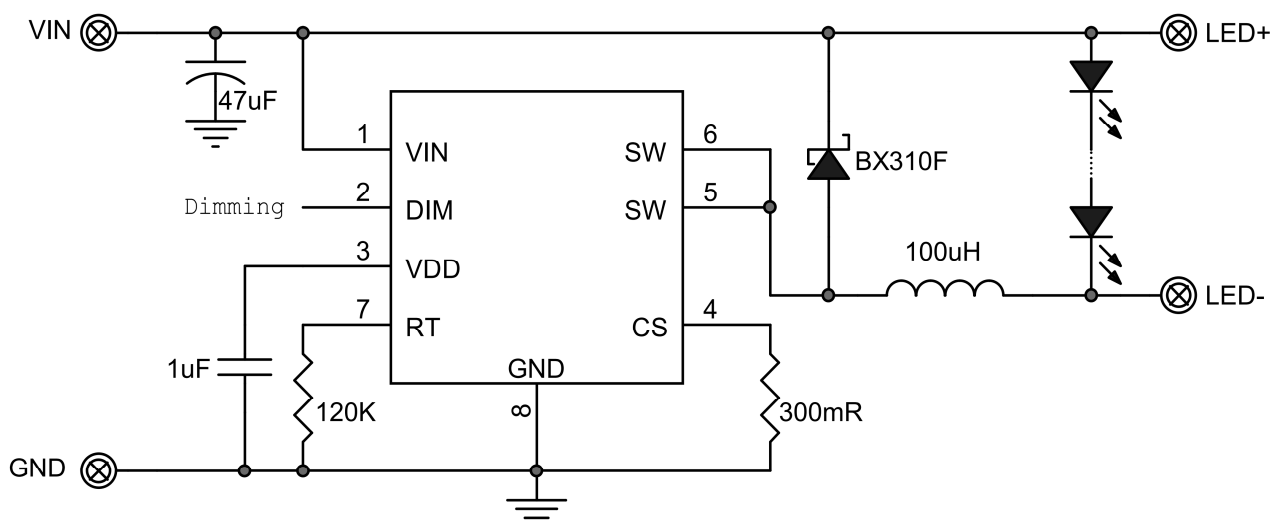 VIN
LED+
47uF
1
VIN
SW
6
BX310F
Dimming
2
DIM
SW
5
3
VDD
100uH
LED-
7
RT
CS
4
1uF
GND
120K
8
300mR
GND